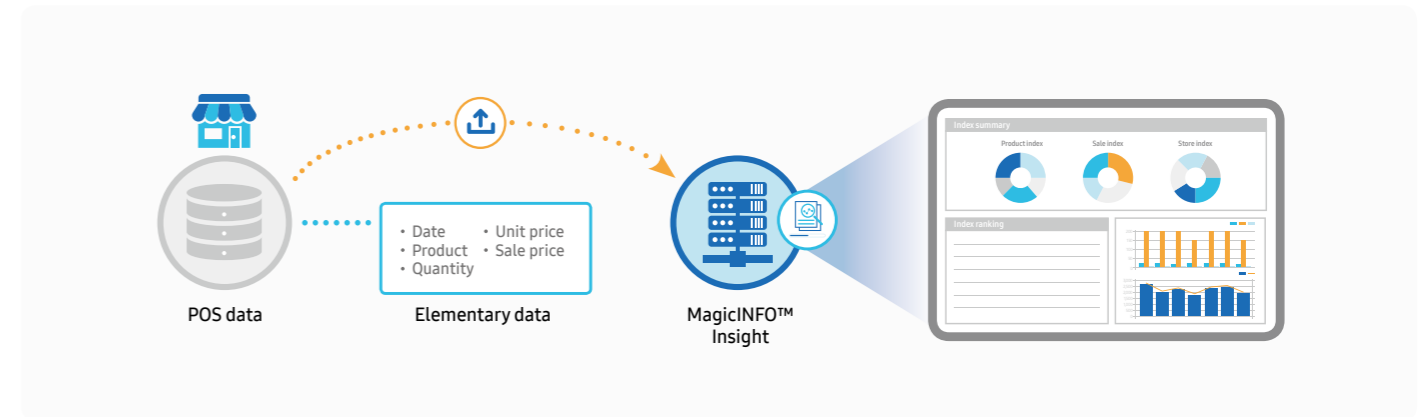 POS data
• Date
• Product
• Quantity
• Unit price
• Sale price
Elementary data
MagicINFO™
Insight
Index summary
Product index
Sale index
Store index
Index ranking